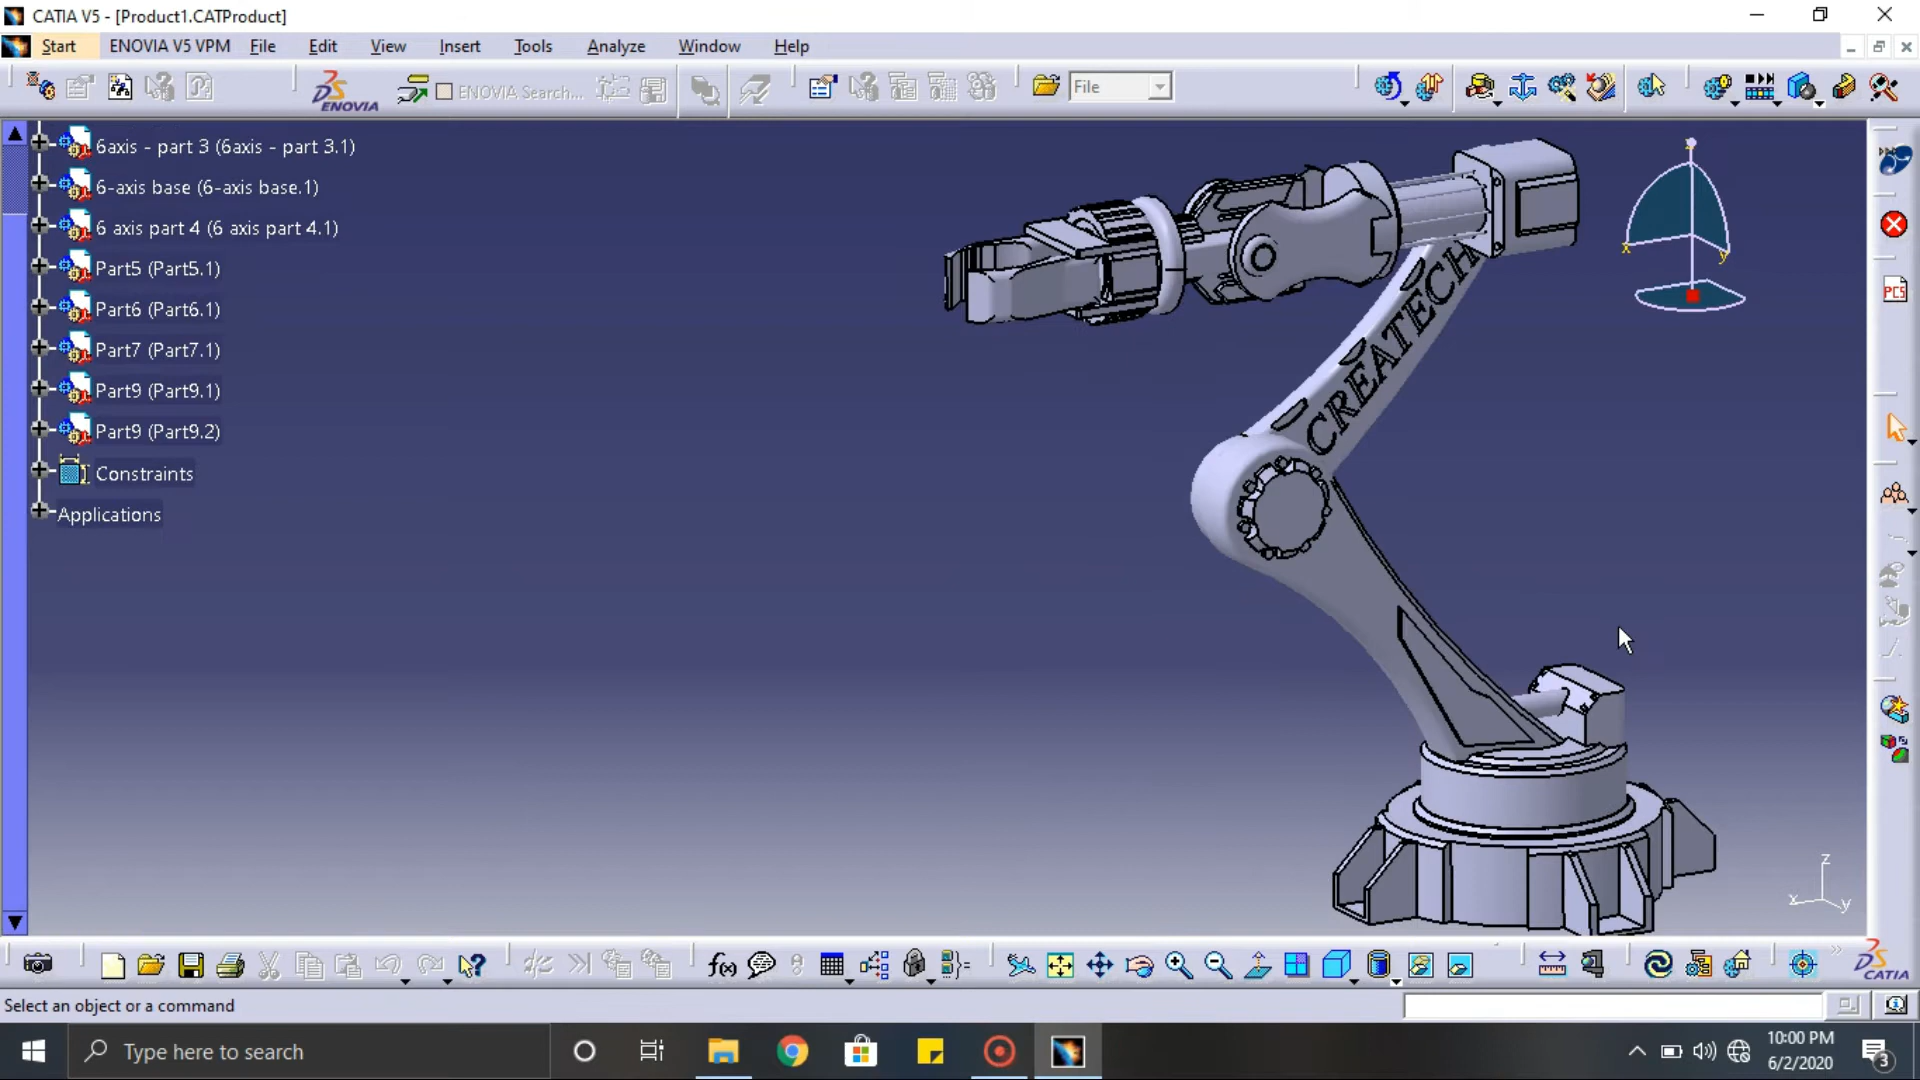 CATIA V5 - [Product1.CATProduct]
Start ENOVIA V5 VPM File Edit View Insert Tools Analyze Window Help
DS ENOVIA ENOVIA Search... File
6axis - part 3 (6axis - part 3.1)
6-axis base (6-axis base.1)
6 axis part 4 (6 axis part 4.1)
Part5 (Part5.1)
Part6 (Part6.1)
Part7 (Part7.1)
Part9 (Part9.1)
Part9 (Part9.2)
Constraints
Applications
CREATECH
x
y
PCS
z
x
y
f(x)
DS CATIA
Select an object or a command
Type here to search
10:00 PM
6/2/2020
3